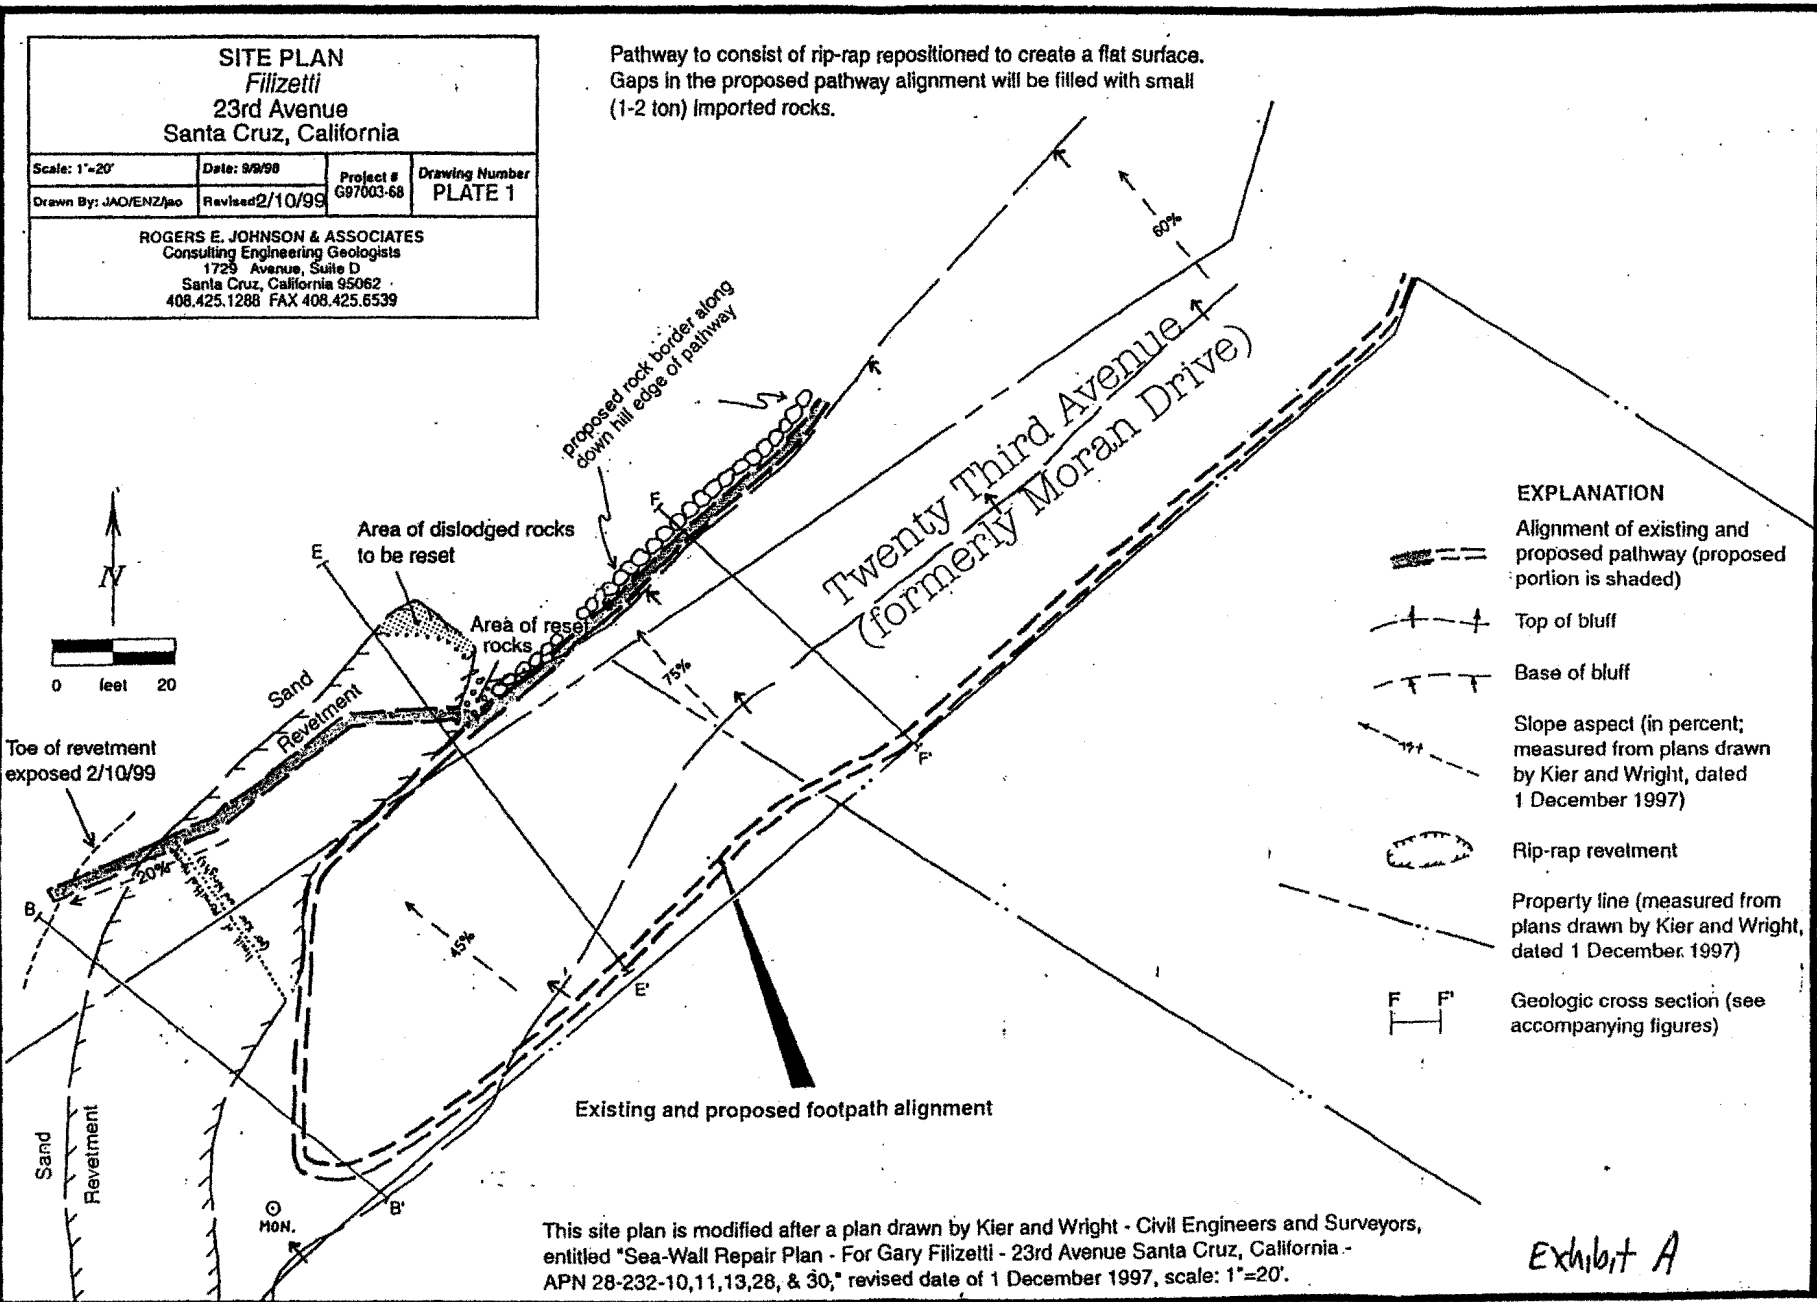 SITE PLAN
Filizetti
23rd Avenue
Santa Cruz, California
Scale: 1"=20'
Date: 9/9/98
Project #
G97003-68
Drawing Number
PLATE 1
Drawn By: JAO/ENZ/jao
Revised 2/10/99
ROGERS E. JOHNSON & ASSOCIATES
Consulting Engineering Geologists
1729 Avenue, Suite D
Santa Cruz, California 95062
408.425.1288 FAX 408.425.6539
Pathway to consist of rip-rap repositioned to create a flat surface.
Gaps in the proposed pathway alignment will be filled with small
(1-2 ton) imported rocks.
60%
proposed rock border along
down hill edge of pathway
Twenty Third Avenue
(formerly Moran Drive)
N
0 feet 20
E
Area of dislodged rocks
to be reset
F
Area of reset
rocks
75%
Sand
Revetment
Toe of revetment
exposed 2/10/99
20%
B
45%
E'
F'
Existing and proposed footpath alignment
Sand
Revetment
MON.
B'
EXPLANATION
Alignment of existing and
proposed pathway (proposed
portion is shaded)
Top of bluff
Base of bluff
Slope aspect (in percent;
measured from plans drawn
by Kier and Wright, dated
1 December 1997)
Rip-rap revetment
Property line (measured from
plans drawn by Kier and Wright,
dated 1 December 1997)
F F'
Geologic cross section (see
accompanying figures)
This site plan is modified after a plan drawn by Kier and Wright - Civil Engineers and Surveyors,
entitled "Sea-Wall Repair Plan - For Gary Filizetti - 23rd Avenue Santa Cruz, California -
APN 28-232-10,11,13,28, & 30," revised date of 1 December 1997, scale: 1"=20'.
Exhibit A